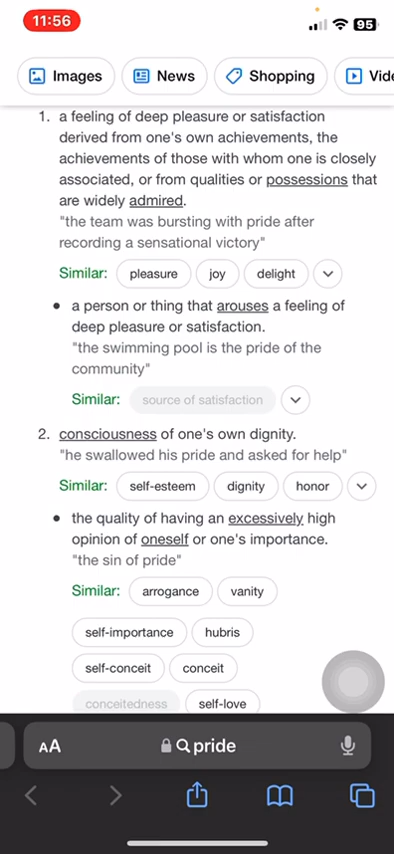 11:56
95
Images
News
Shopping
Vide
1. a feeling of deep pleasure or satisfaction
derived from one's own achievements, the
achievements of those with whom one is closely
associated, or from qualities or possessions that
are widely admired.
"the team was bursting with pride after
recording a sensational victory"
Similar: pleasure joy delight
• a person or thing that arouses a feeling of
deep pleasure or satisfaction.
"the swimming pool is the pride of the
community"
Similar: source of satisfaction
2. consciousness of one's own dignity.
"he swallowed his pride and asked for help"
Similar: self-esteem dignity honor
• the quality of having an excessively high
opinion of oneself or one's importance.
"the sin of pride"
Similar: arrogance vanity
self-importance hubris
self-conceit conceit
conceitedness self-love
AA pride